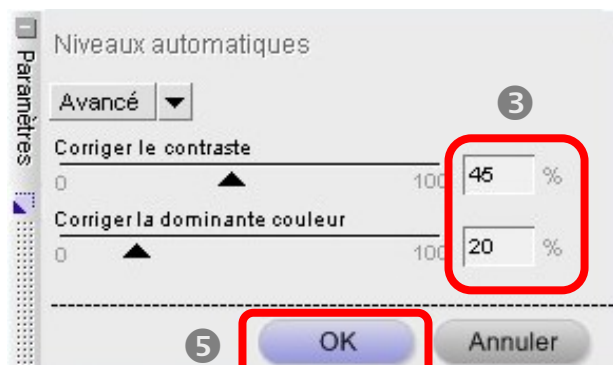 Paramètres
Niveaux automatiques
Avancé
3
Corriger le contraste
0 100 45 %
Corriger la dominante couleur
0 100 20 %
5 OK Annuler